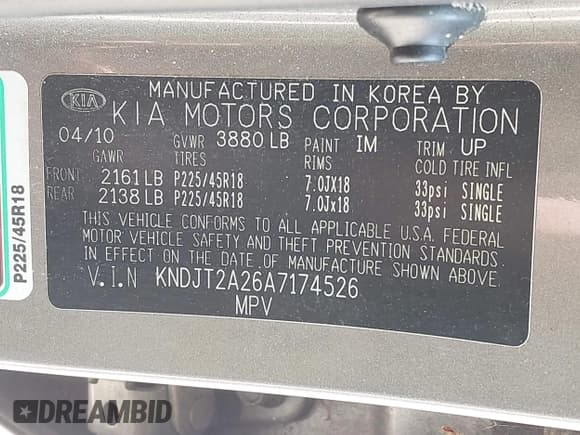 MANUFACTURED IN KOREA BY
KIA
KIA MOTORS CORPORATION
04/10 GVWR 3880 LB PAINT IM TRIM UP
GAWR TIRES RIMS COLD TIRE INFL
FRONT 2161 LB P225/45R18 7.0Jx18 33psi SINGLE
REAR 2138 LB P225/45R18 7.0Jx18 33psi SINGLE
THIS VEHICLE CONFORMS TO ALL APPLICABLE U.S.A. FEDERAL
MOTOR VEHICLE SAFETY AND THEFT PREVENTION STANDARDS
IN EFFECT ON THE DATE OF MANUFACTURE SHOWN ABOVE.
V.I.N KNDJT2A26A7174526
MPV
P225/45R18
DREAMBID